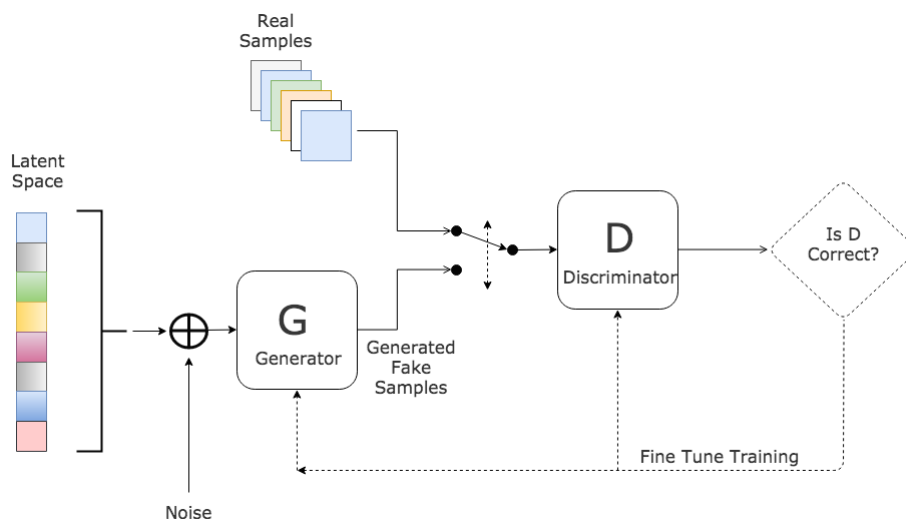 Real
Samples
Latent
Space
Is D
Correct?
D
Discriminator
G
Generator
Generated
Fake
Samples
Fine Tune Training
Noise